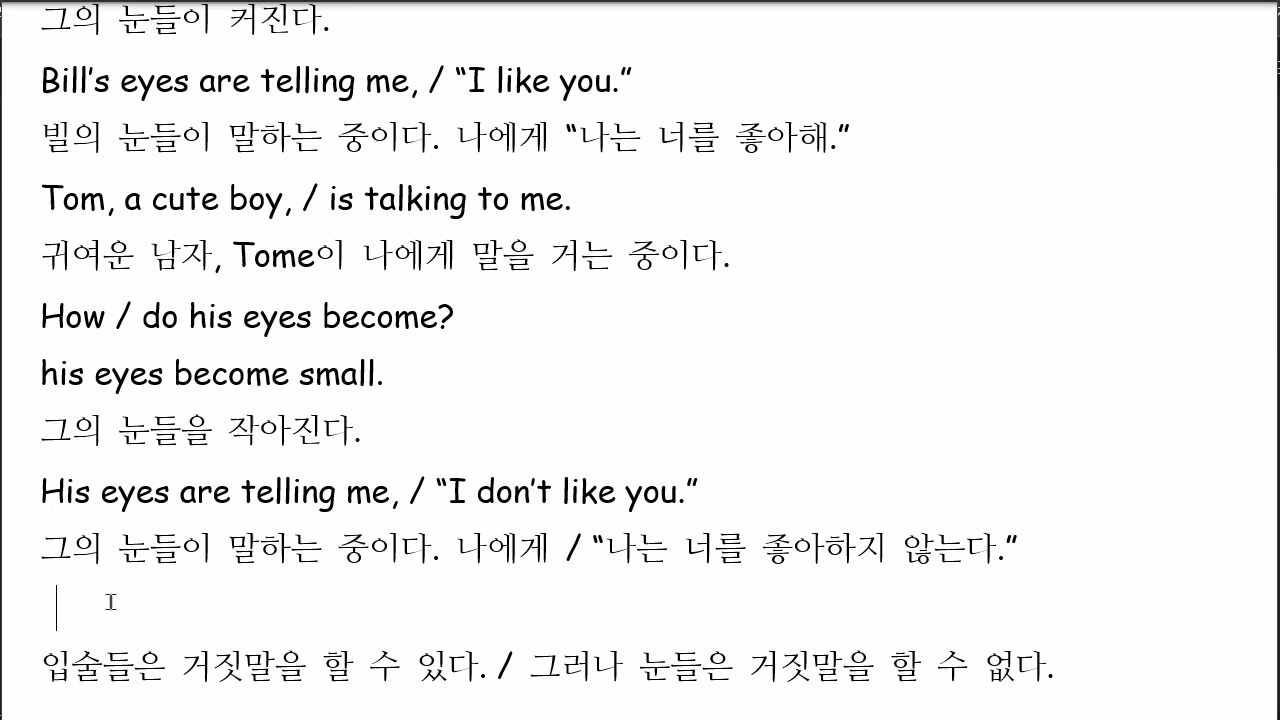 그의 눈들이 커진다.
Bill's eyes are telling me, / “I like you.”
빌의 눈들이 말하는 중이다. 나에게 “나는 너를 좋아해.”
Tom, a cute boy, / is talking to me.
귀여운 남자, Tome이 나에게 말을 거는 중이다.
How / do his eyes become?
his eyes become small.
그의 눈들을 작아진다.
His eyes are telling me, / “I don't like you.”
그의 눈들이 말하는 중이다. 나에게 / “나는 너를 좋아하지 않는다.”
입술들은 거짓말을 할 수 있다. / 그러나 눈들은 거짓말을 할 수 없다.